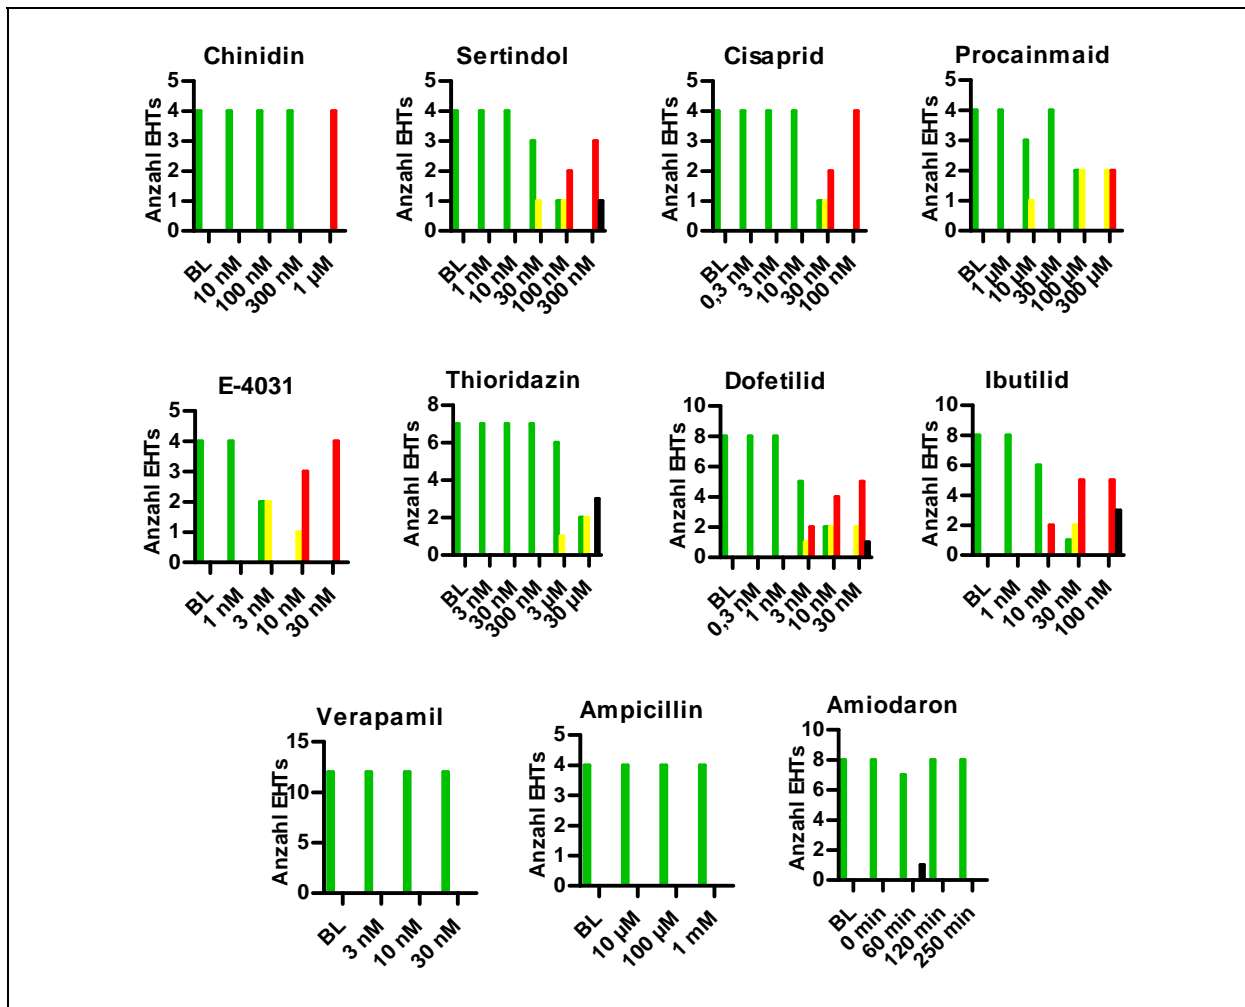 Chinidin
Anzahl EHTs
5
4
3
2
1
0
BL
10 nM
100 nM
300 nM
1 µM
Sertindol
Anzahl EHTs
5
4
3
2
1
0
BL
1 nM
10 nM
30 nM
100 nM
300 nM
Cisaprid
Anzahl EHTs
5
4
3
2
1
0
BL
0,3 nM
3 nM
10 nM
30 nM
100 nM
Procainmaid
Anzahl EHTs
5
4
3
2
1
0
BL
1 µM
10 µM
30 µM
100 µM
300 µM
E-4031
Anzahl EHTs
5
4
3
2
1
0
BL
1 nM
3 nM
10 nM
30 nM
Thioridazin
Anzahl EHTs
8
6
4
2
0
BL
3 nM
30 nM
300 nM
3 µM
30 µM
Dofetilid
Anzahl EHTs
10
8
6
4
2
0
BL
0,3 nM
1 nM
3 nM
10 nM
30 nM
Ibutilid
Anzahl EHTs
10
8
6
4
2
0
BL
1 nM
10 nM
30 nM
100 nM
Verapamil
Anzahl EHTs
15
10
5
0
BL
3 nM
10 nM
30 nM
Ampicillin
Anzahl EHTs
5
4
3
2
1
0
BL
10 µM
100 µM
1 mM
Amiodaron
Anzahl EHTs
10
8
6
4
2
0
BL
0 min
60 min
120 min
250 min